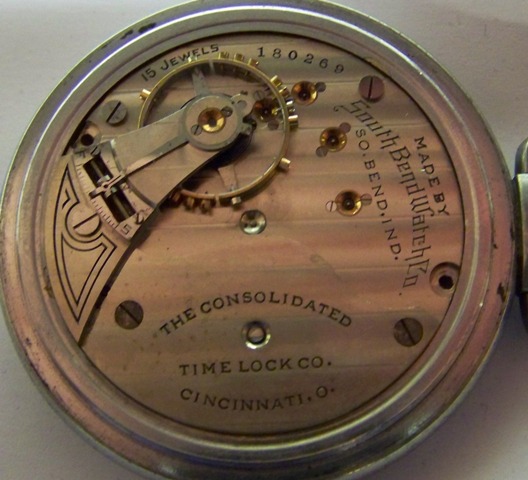 15 JEWELS
180269
MADE BY
South Bend Watch Co.
SO. BEND, IND.
THE CONSOLIDATED
TIME LOCK CO.
CINCINNATI, O.
S